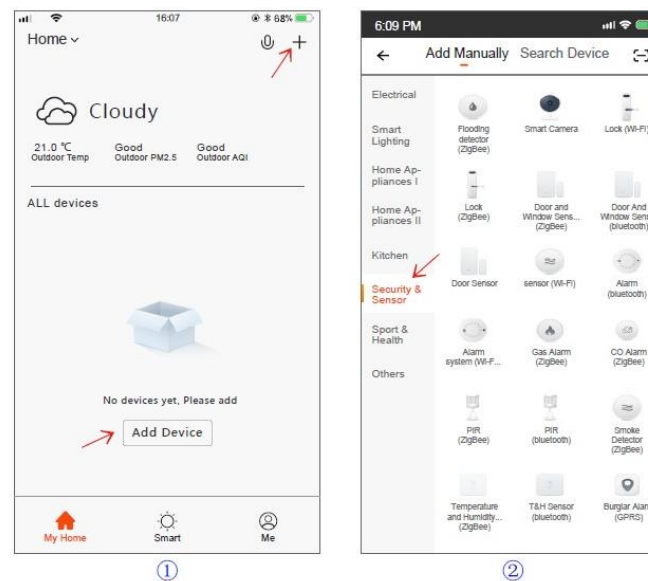 16:07
68%
Home
Cloudy
21.0 ℃
Outdoor Temp
Good
Outdoor PM2.5
Good
Outdoor AQI
ALL devices
No devices yet, Please add
Add Device
My Home
Smart
Me
①
6:09 PM
Add Manually
Search Device
Electrical
Smart
Lighting
Home Ap-
pliances I
Home Ap-
pliances II
Kitchen
Security &
Sensor
Sport &
Health
Others
Flooding
detector
(ZigBee)
Smart Camera
Lock (Wi-Fi)
Lock
(ZigBee)
Door and
Window Sens...
(ZigBee)
Door And
Window Sens
(bluetooth)
Door Sensor
sensor (Wi-Fi)
Alarm
(bluetooth)
Alarm
system (Wi-F...
Gas Alarm
(ZigBee)
CO Alarm
(ZigBee)
PIR
(ZigBee)
PIR
(bluetooth)
Smoke
Detector
(ZigBee)
Temperature
and Humidity...
(ZigBee)
T&H Sensor
(bluetooth)
Burglar Alar
(GPRS)
②